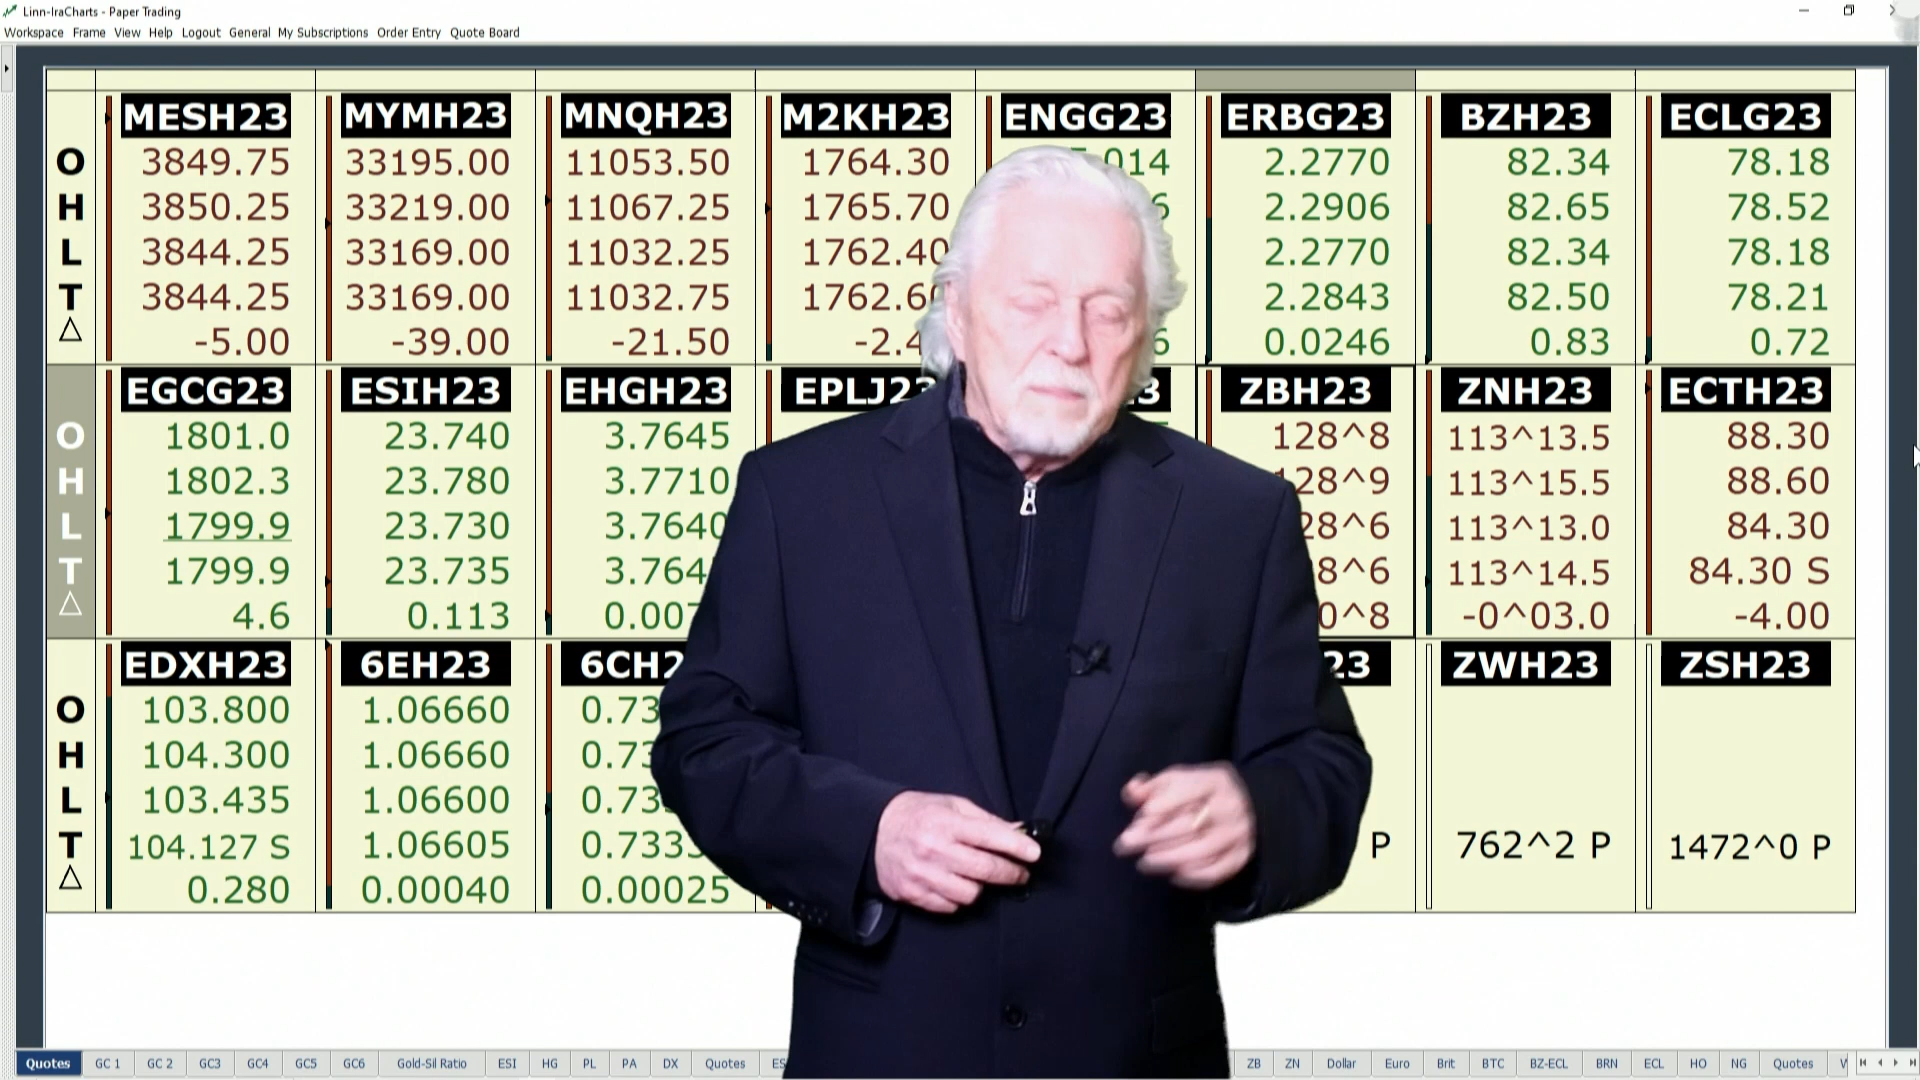 Linn-IraCharts - Paper Trading
Workspace Frame View Help Logout General My Subscriptions Order Entry Quote Board
MESH23 MYMH23 MNQH23 M2KH23 ENGG23 ERBG23 BZH23 ECLG23
O 3849.75 33195.00 11053.50 1764.30 2.2770 82.34 78.18
H 3850.25 33219.00 11067.25 1765.70 2.2906 82.65 78.52
L 3844.25 33169.00 11032.25 1762.40 2.2770 82.34 78.18
T 3844.25 33169.00 11032.75 2.2843 82.50 78.21
△ -5.00 -39.00 -21.50 0.0246 0.83 0.72
EGCG23 ESIH23 EHGH23 ZBH23 ZNH23 ECTH23
O 1801.0 23.740 3.7645 128^8 113^13.5 88.30
H 1802.3 23.780 3.7710 113^15.5 88.60
L 1799.9 23.730 3.7640 113^13.0 84.30
T 1799.9 23.735 113^14.5 84.30 S
△ 4.6 0.113 -0^03.0 -4.00
EDXH23 6EH23 ZWH23 ZSH23
O 103.800 1.06660
H 104.300 1.06660
L 103.435 1.06600
T 104.127 S 1.06605 P 762^2 P 1472^0 P
△ 0.280 0.00040 0.00025
Quotes GC 1 GC 2 GC3 GC4 GC5 GC6 Gold-Sil Ratio ESI HG PL PA DX Quotes ZB ZN Dollar Euro Brit BTC BZ-ECL BRN ECL HO NG Quotes